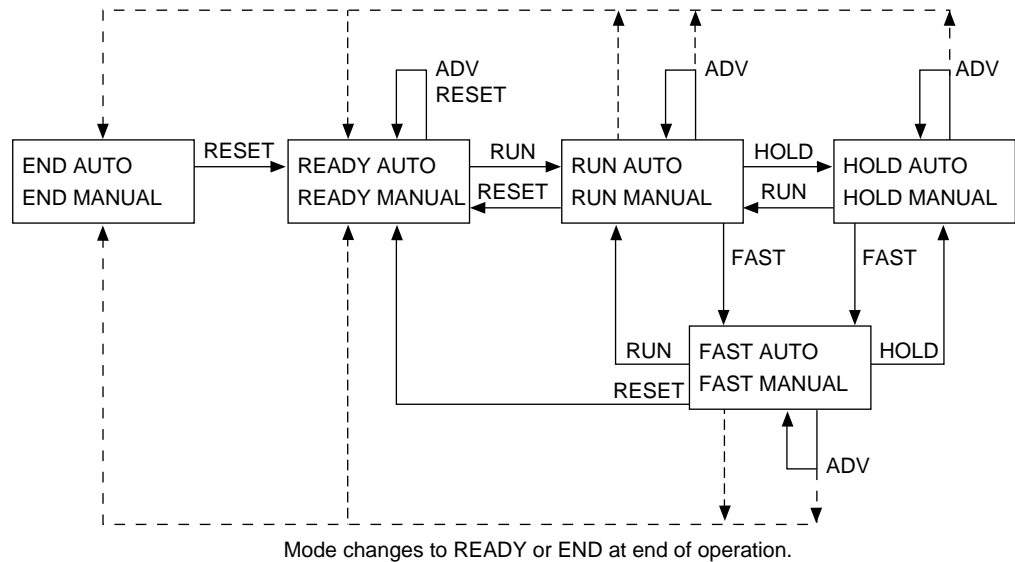 ADV
RESET
ADV
ADV
END AUTO
END MANUAL
RESET
READY AUTO
READY MANUAL
RUN
RESET
RUN AUTO
RUN MANUAL
HOLD
RUN
HOLD AUTO
HOLD MANUAL
FAST
FAST
RUN
RESET
FAST AUTO
FAST MANUAL
HOLD
ADV
Mode changes to READY or END at end of operation.